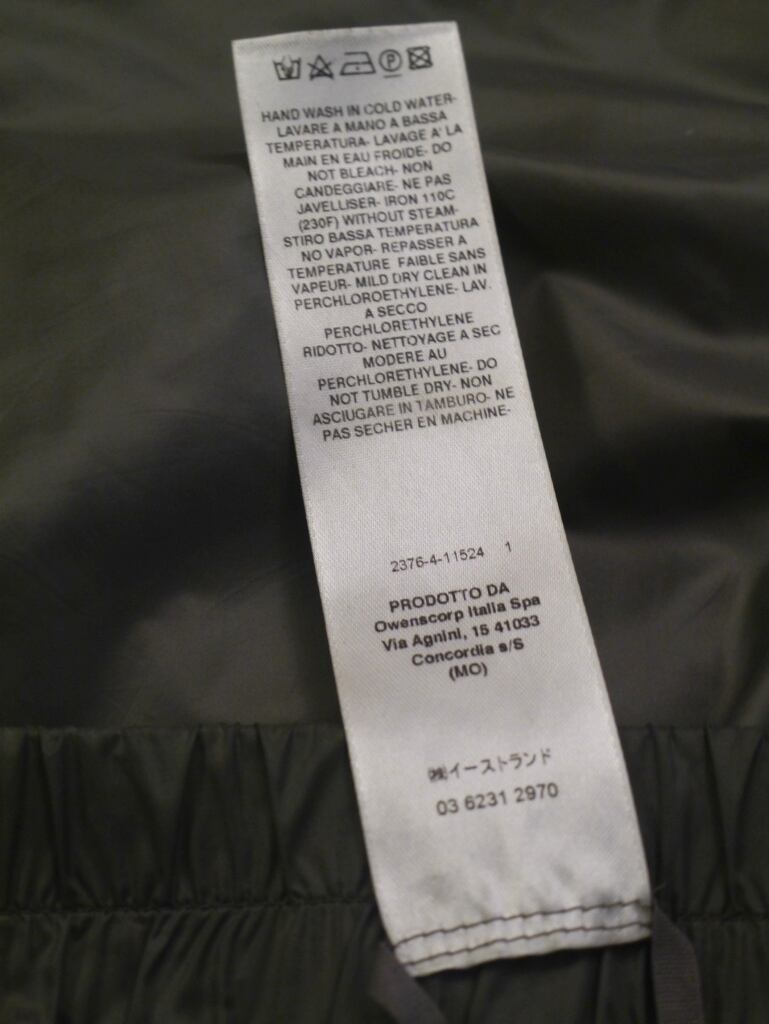 HAND WASH IN COLD WATER-
LAVARE A MANO A BASSA
TEMPERATURA- LAVAGE A' LA
MAIN EN EAU FROIDE- DO
NOT BLEACH- NON
CANDEGGIARE- NE PAS
JAVELLISER- IRON 110C
(230F) WITHOUT STEAM-
STIRO BASSA TEMPERATURA
NO VAPOR- REPASSER A
TEMPERATURE FAIBLE SANS
VAPEUR- MILD DRY CLEAN IN
PERCHLOROETHYLENE- LAV.
A SECCO
PERCHLORETHYLENE
RIDOTTO- NETTOYAGE A SEC
MODERE AU
PERCHLORETHYLENE- DO
NOT TUMBLE DRY- NON
ASCIUGARE IN TAMBURO- NE
PAS SECHER EN MACHINE-
2376-4-11524 1
PRODOTTO DA
Owenscorp Italia Spa
Via Agnini, 15 41033
Concordia s/S
(MO)
㈱イーストランド
03 6231 2970